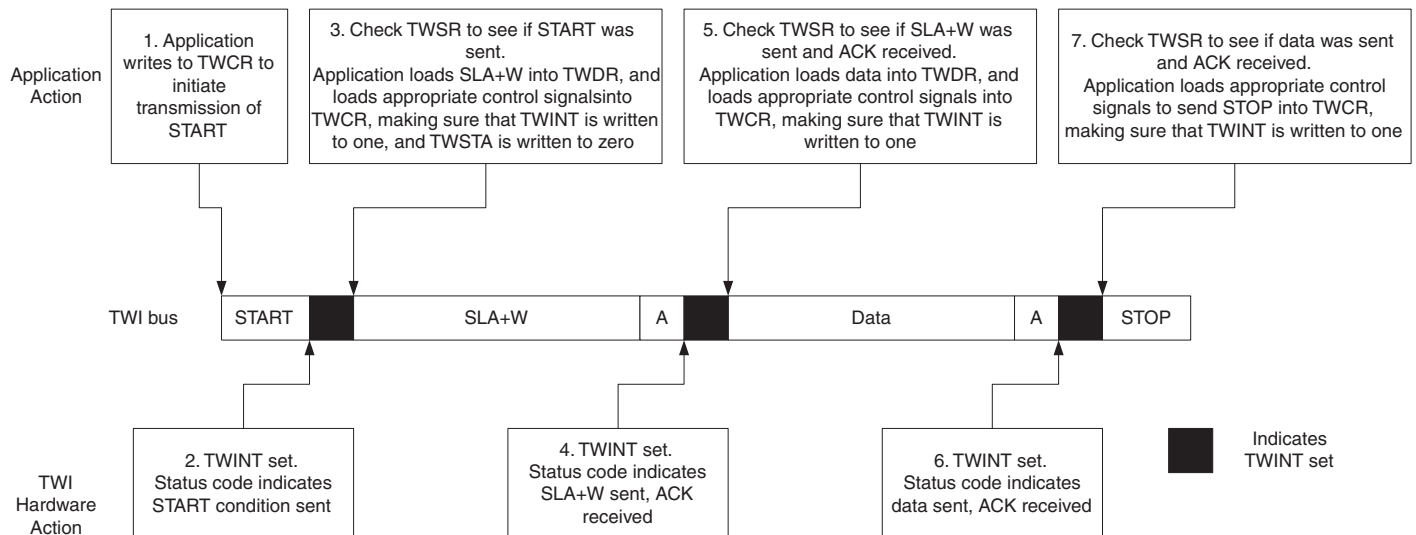 Application
Action
1. Application
writes to TWCR to
initiate
transmission of
START
3. Check TWSR to see if START was
sent.
Application loads SLA+W into TWDR, and
loads appropriate control signalsinto
TWCR, making sure that TWINT is written
to one, and TWSTA is written to zero
5. Check TWSR to see if SLA+W was
sent and ACK received.
Application loads data into TWDR, and
loads appropriate control signals into
TWCR, making sure that TWINT is
written to one
7. Check TWSR to see if data was sent
and ACK received.
Application loads appropriate control
signals to send STOP into TWCR,
making sure that TWINT is written to one
TWI bus
START
SLA+W
A
Data
A
STOP
TWI
Hardware
Action
2. TWINT set.
Status code indicates
START condition sent
4. TWINT set.
Status code indicates
SLA+W sent, ACK
received
6. TWINT set.
Status code indicates
data sent, ACK received
Indicates
TWINT set